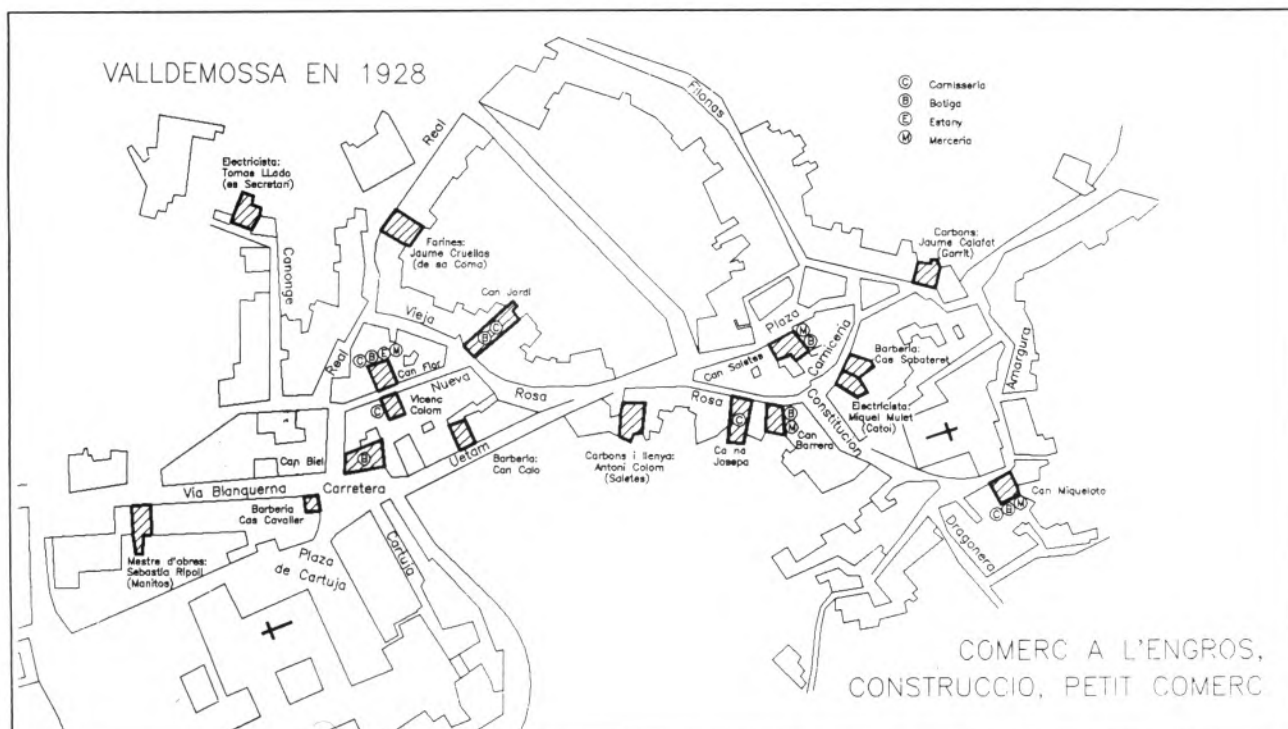 VALLDEMOSSA EN 1928
C Carnisseria
B Botiga
E Estany
M Merceria
Filonas
Real
Electricista:
Tomas LLado
(es Secretari)
Canonge
Farines:
Jaume Cruellas
(de sa Coma)
Can Jordi
B C
Vieja
Real
C B E M
Can Flor
Nueva
C
Vicenc
Colom
Rosa
Uetam
Can Biel
B
Barberia:
Can Calo
Via Blanquerna
Carretera
Barberia
Cas Cavaller
Mestre d'obres:
Sebastia Ripoll
(Manitos)
Plaza
de Cartuja
Cartuja
Carbons i llenya:
Antoni Colom
(Saletes)
Rosa
C
Ca na
Josepa
B
M
Can
Barrera
Can Saletes
Plaza
M
B
Carniceria
Constitucion
Carbons:
Jaume Calafat
(Garrit)
Barberia:
Cas Sabateret
Electricista:
Miquel Mulet
(Catoi)
Amargura
Can Miquelota
C B M
Dragonera
COMERC A L'ENGROS,
CONSTRUCCIO, PETIT COMERC